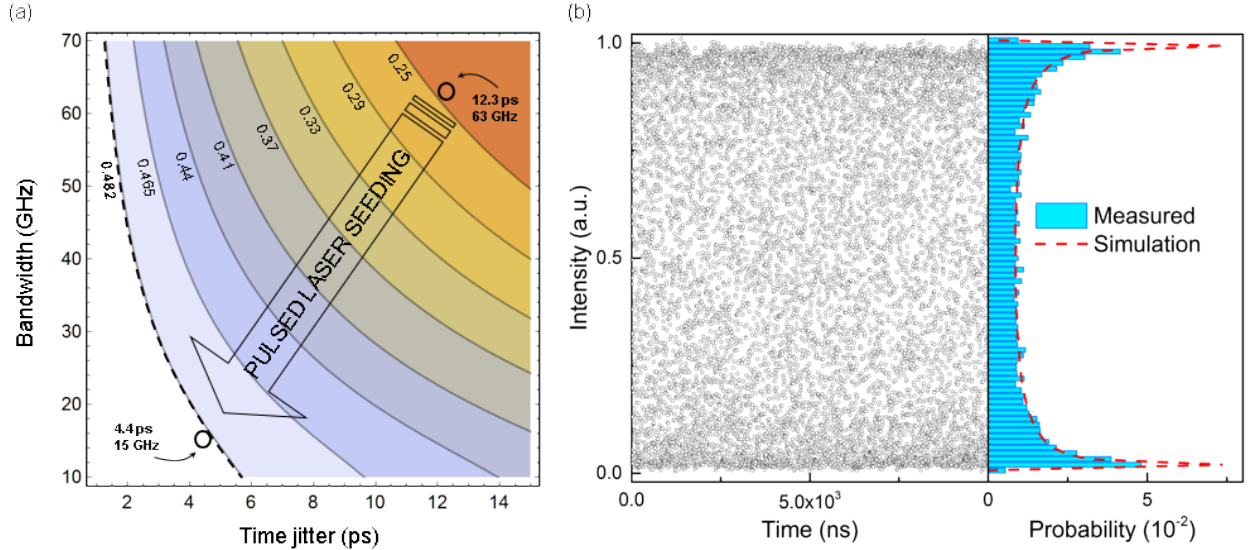 (a)
70
60
50
40
30
20
10
Bandwidth (GHz)
2
4
6
8
10
12
14
Time jitter (ps)
0.482
0.465
0.44
0.41
0.37
0.33
0.29
0.25
12.3 ps
63 GHz
PULSED LASER SEEDING
4.4 ps
15 GHz
(b)
1.0
0.5
0.0
Intensity (a.u.)
0.0
5.0x10³
Time (ns)
Measured
Simulation
0
5
Probability (10⁻²)